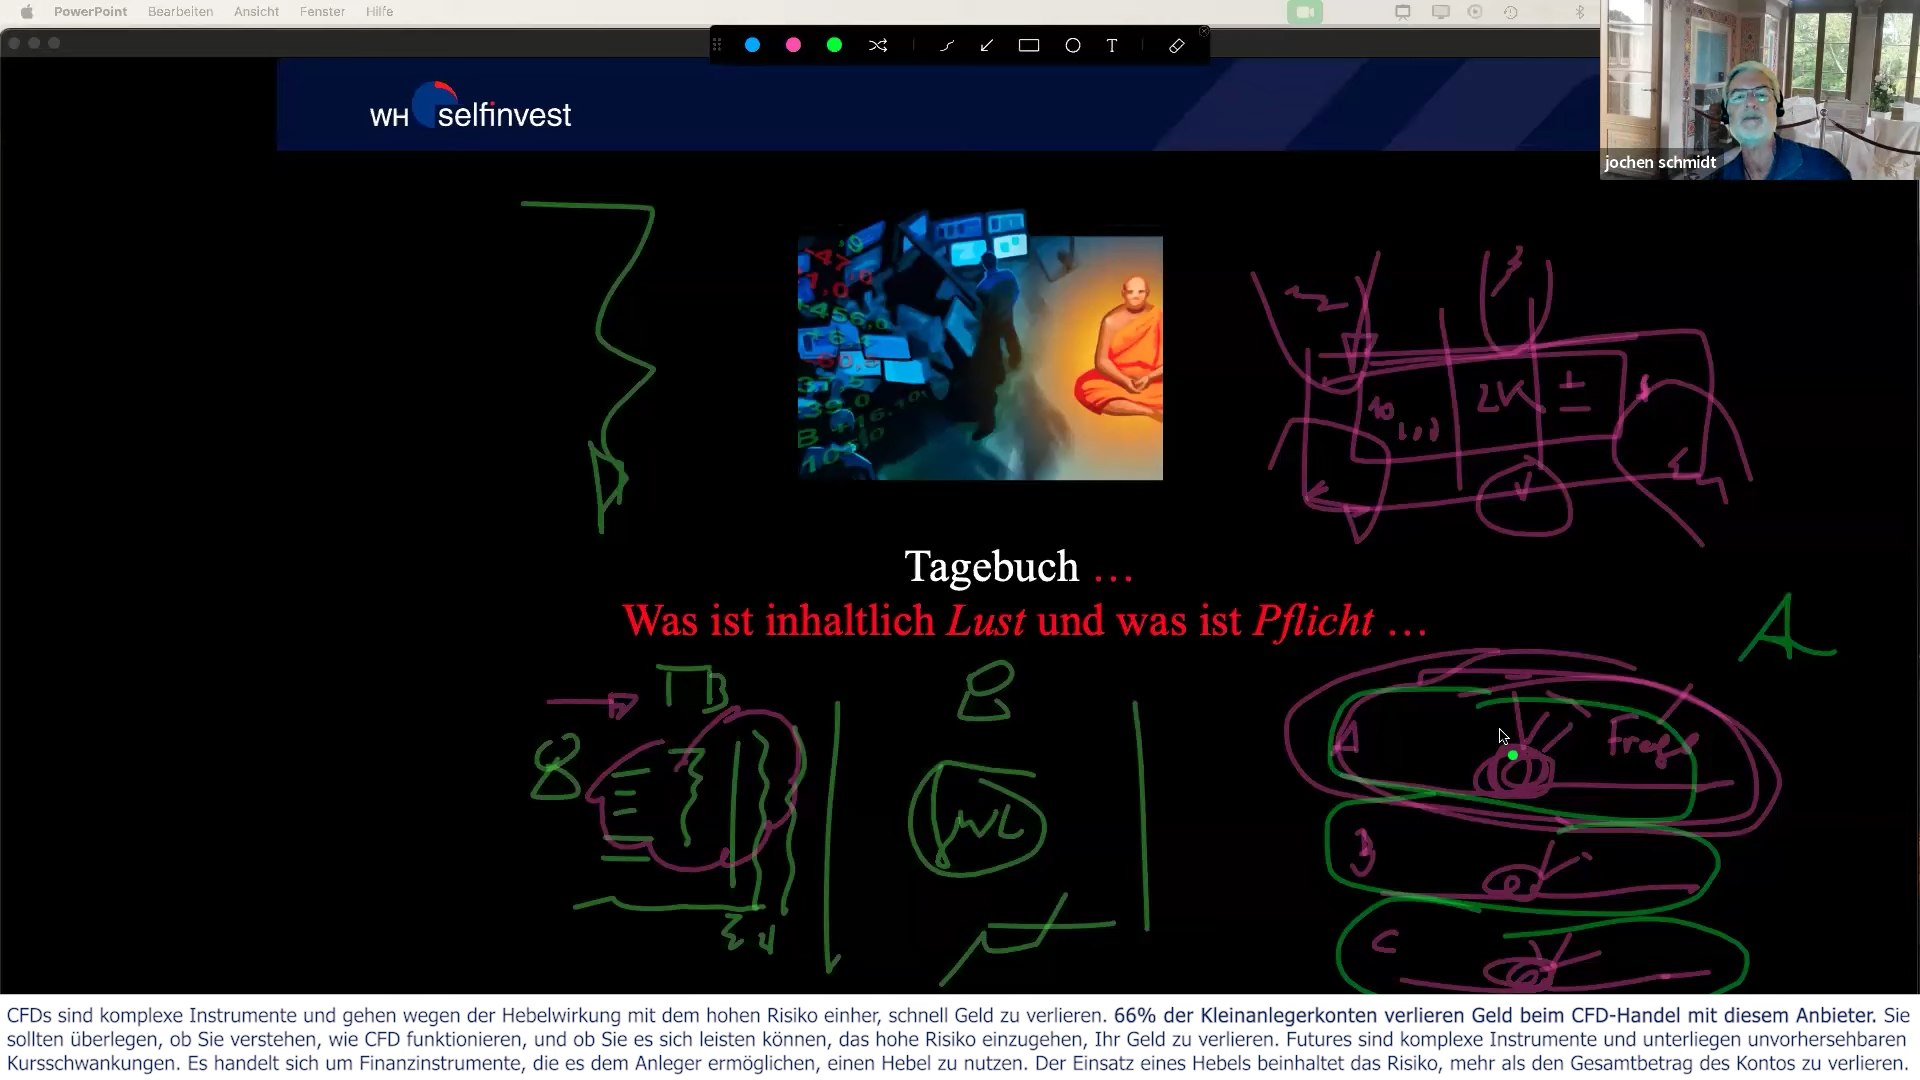 PowerPoint Bearbeiten Ansicht Fenster Hilfe
T
WH selfinvest
jochen schmidt
2K ±
Tagebuch ...
Was ist inhaltlich Lust und was ist Pflicht ...
A
A
B
C
CFDs sind komplexe Instrumente und gehen wegen der Hebelwirkung mit dem hohen Risiko einher, schnell Geld zu verlieren. 66% der Kleinanlegerkonten verlieren Geld beim CFD-Handel mit diesem Anbieter. Sie
sollten überlegen, ob Sie verstehen, wie CFD funktionieren, und ob Sie es sich leisten können, das hohe Risiko einzugehen, Ihr Geld zu verlieren. Futures sind komplexe Instrumente und unterliegen unvorhersehbaren
Kursschwankungen. Es handelt sich um Finanzinstrumente, die es dem Anleger ermöglichen, einen Hebel zu nutzen. Der Einsatz eines Hebels beinhaltet das Risiko, mehr als den Gesamtbetrag des Kontos zu verlieren.